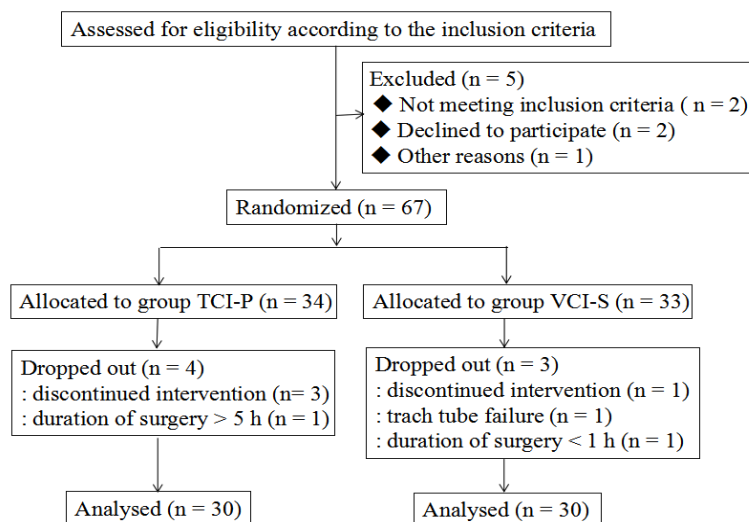 Assessed for eligibility according to the inclusion criteria
Excluded (n = 5)
◆ Not meeting inclusion criteria ( n = 2)
◆ Declined to participate (n = 2)
◆ Other reasons (n = 1)
Randomized (n = 67)
Allocated to group TCI-P (n = 34)
Allocated to group VCI-S (n = 33)
Dropped out (n = 4)
: discontinued intervention (n= 3)
: duration of surgery > 5 h (n = 1)
Dropped out (n = 3)
: discontinued intervention (n = 1)
: trach tube failure (n = 1)
: duration of surgery < 1 h (n = 1)
Analysed (n = 30)
Analysed (n = 30)